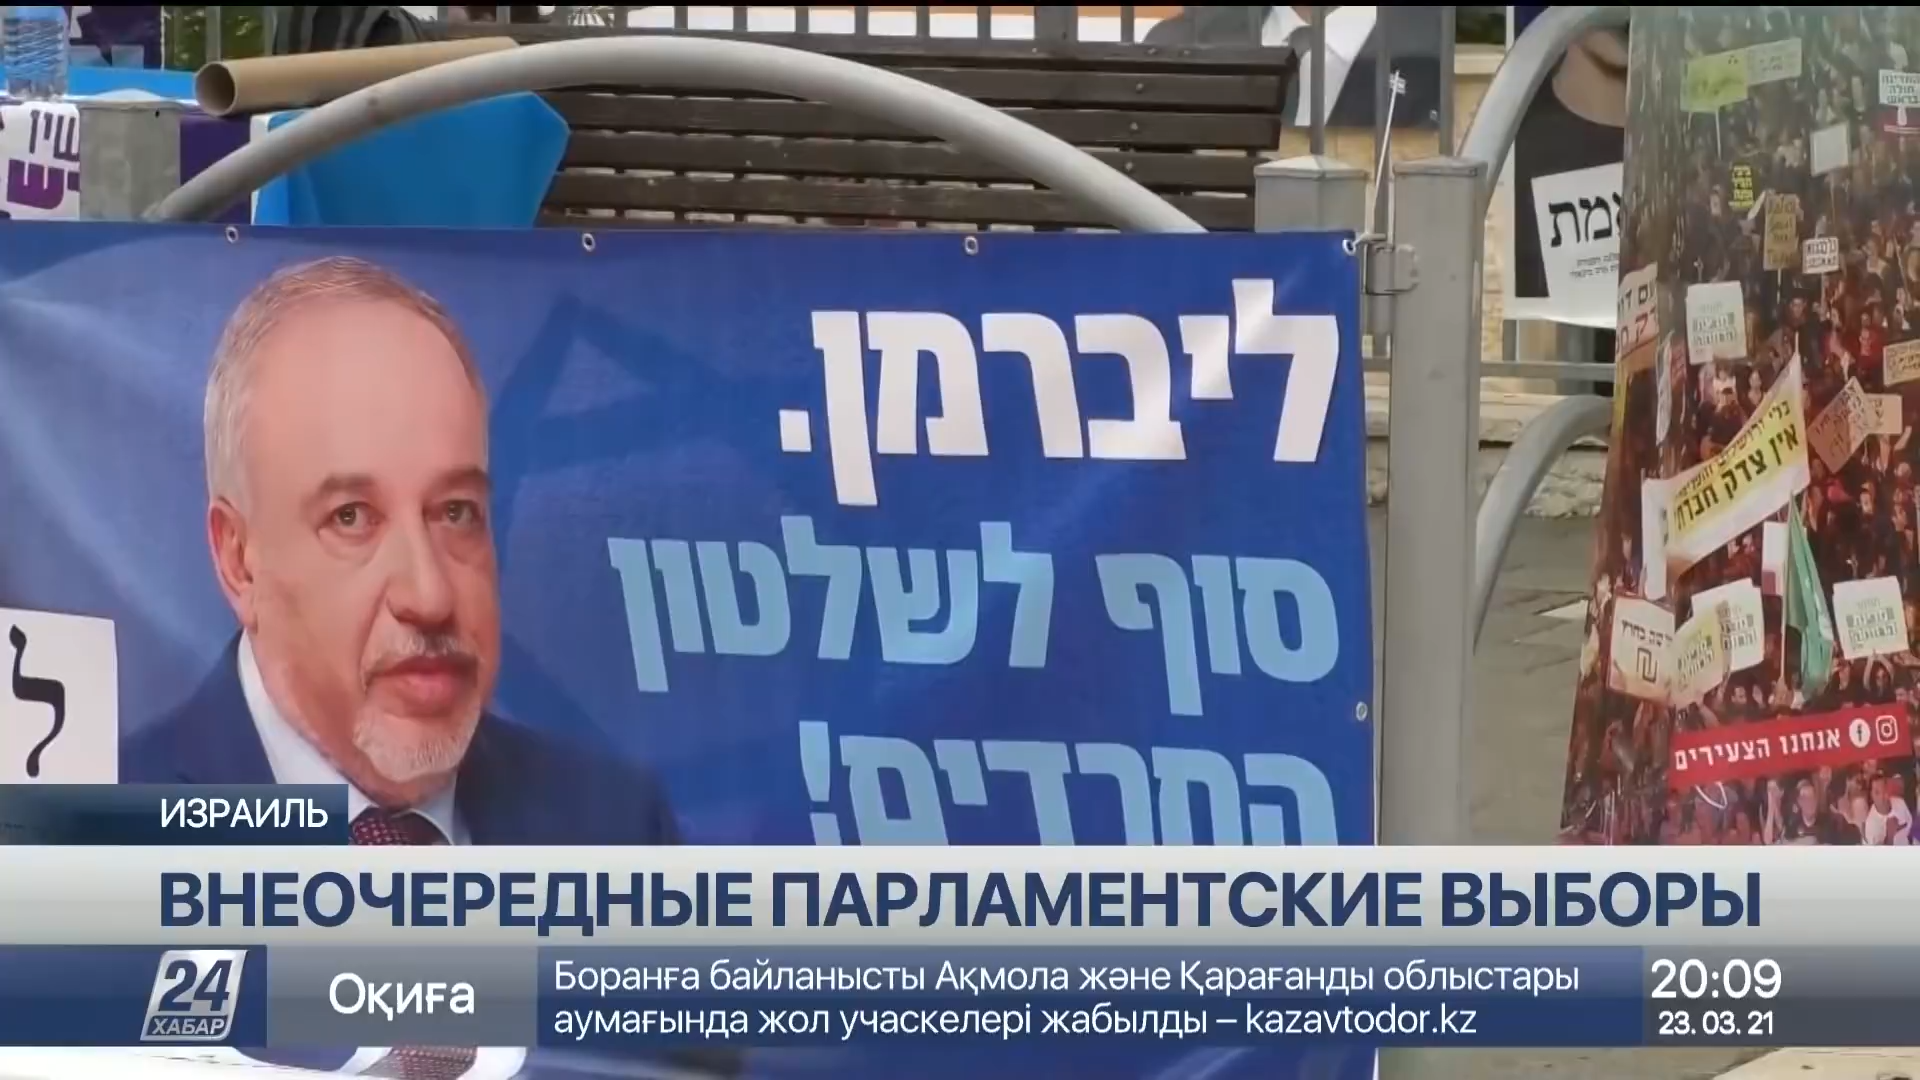 ליברמן.
סוף לשלטון
החרדים!
ל
אמת
אין צדק חברתי
אנחנו הצעירים
ИЗРАИЛЬ
ВНЕОЧЕРЕДНЫЕ ПАРЛАМЕНТСКИЕ ВЫБОРЫ
24
ХАБАР
Оқиға
Боранға байланысты Ақмола және Қарағанды облыстары
аумағында жол учаскелері жабылды – kazavtodor.kz
20:09
23. 03. 21